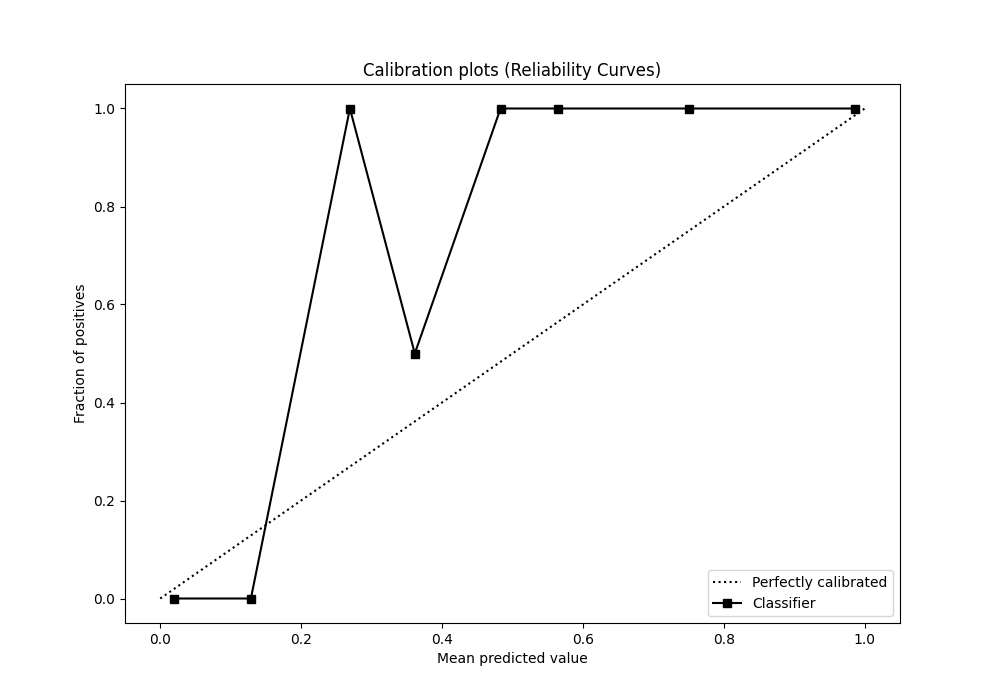 Calibration plots (Reliability Curves)
1.0
0.8
0.6
0.4
0.2
0.0
Fraction of positives
0.0 0.2 0.4 0.6 0.8 1.0
Mean predicted value
Perfectly calibrated
Classifier